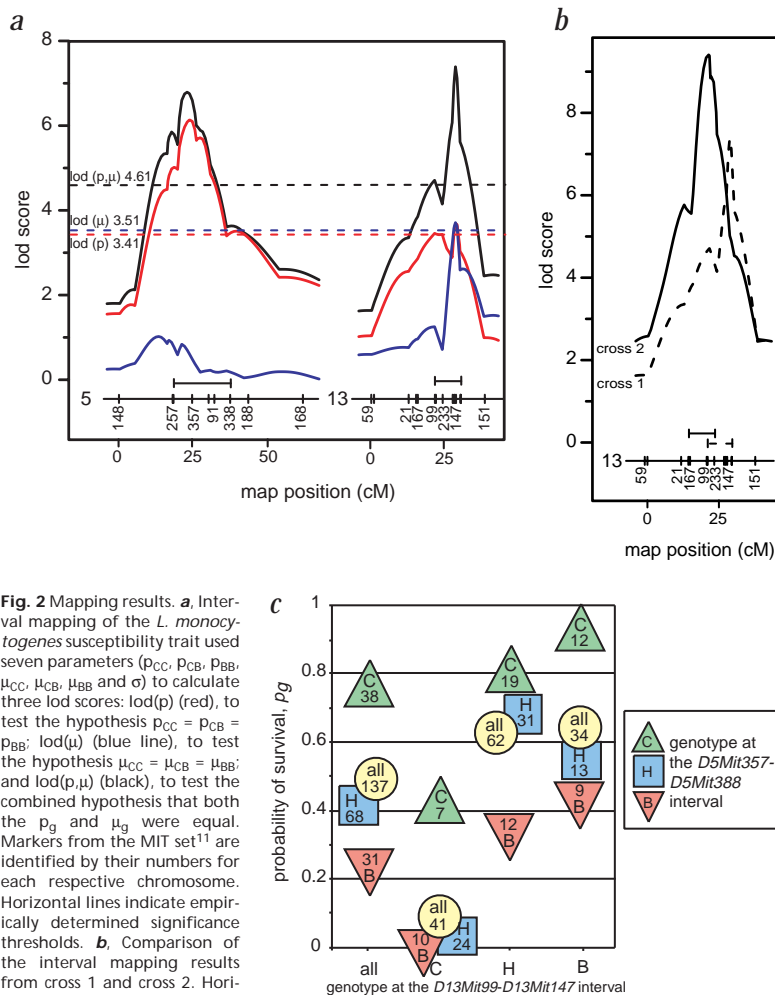 a
8
6
4
2
0
lod score
lod (p,μ) 4.61
lod (μ) 3.51
lod (p) 3.41
5
148
257
357
91
338
188
168
13
59
21
167
99
233
147
151
0 25 50 0 25
map position (cM)
b
8
6
4
2
0
lod score
cross 2
cross 1
13
59
21
167
99
233
147
151
0 25
map position (cM)
Fig. 2 Mapping results. a, Inter-
val mapping of the L. monocy-
togenes susceptibility trait used
seven parameters (pCC, pCB, pBB,
μCC, μCB, μBB and σ) to calculate
three lod scores: lod(p) (red), to
test the hypothesis pCC = pCB =
pBB; lod(μ) (blue line), to test
the hypothesis μCC = μCB = μBB;
and lod(p,μ) (black), to test the
combined hypothesis that both
the pg and μg were equal.
Markers from the MIT set11 are
identified by their numbers for
each respective chromosome.
Horizontal lines indicate empir-
ically determined significance
thresholds. b, Comparison of
the interval mapping results
from cross 1 and cross 2. Hori-
c
1
0.8
0.6
0.4
0.2
0
probability of survival, pg
C
38
all
137
H
68
31
B
C
7
all
41
10
B
H
24
C
19
H
31
all
62
12
B
C
12
all
34
H
13
9
B
all C H B
genotype at the D13Mit99-D13Mit147 interval
C
H
B
genotype at
the D5Mit357-
D5Mit388
interval